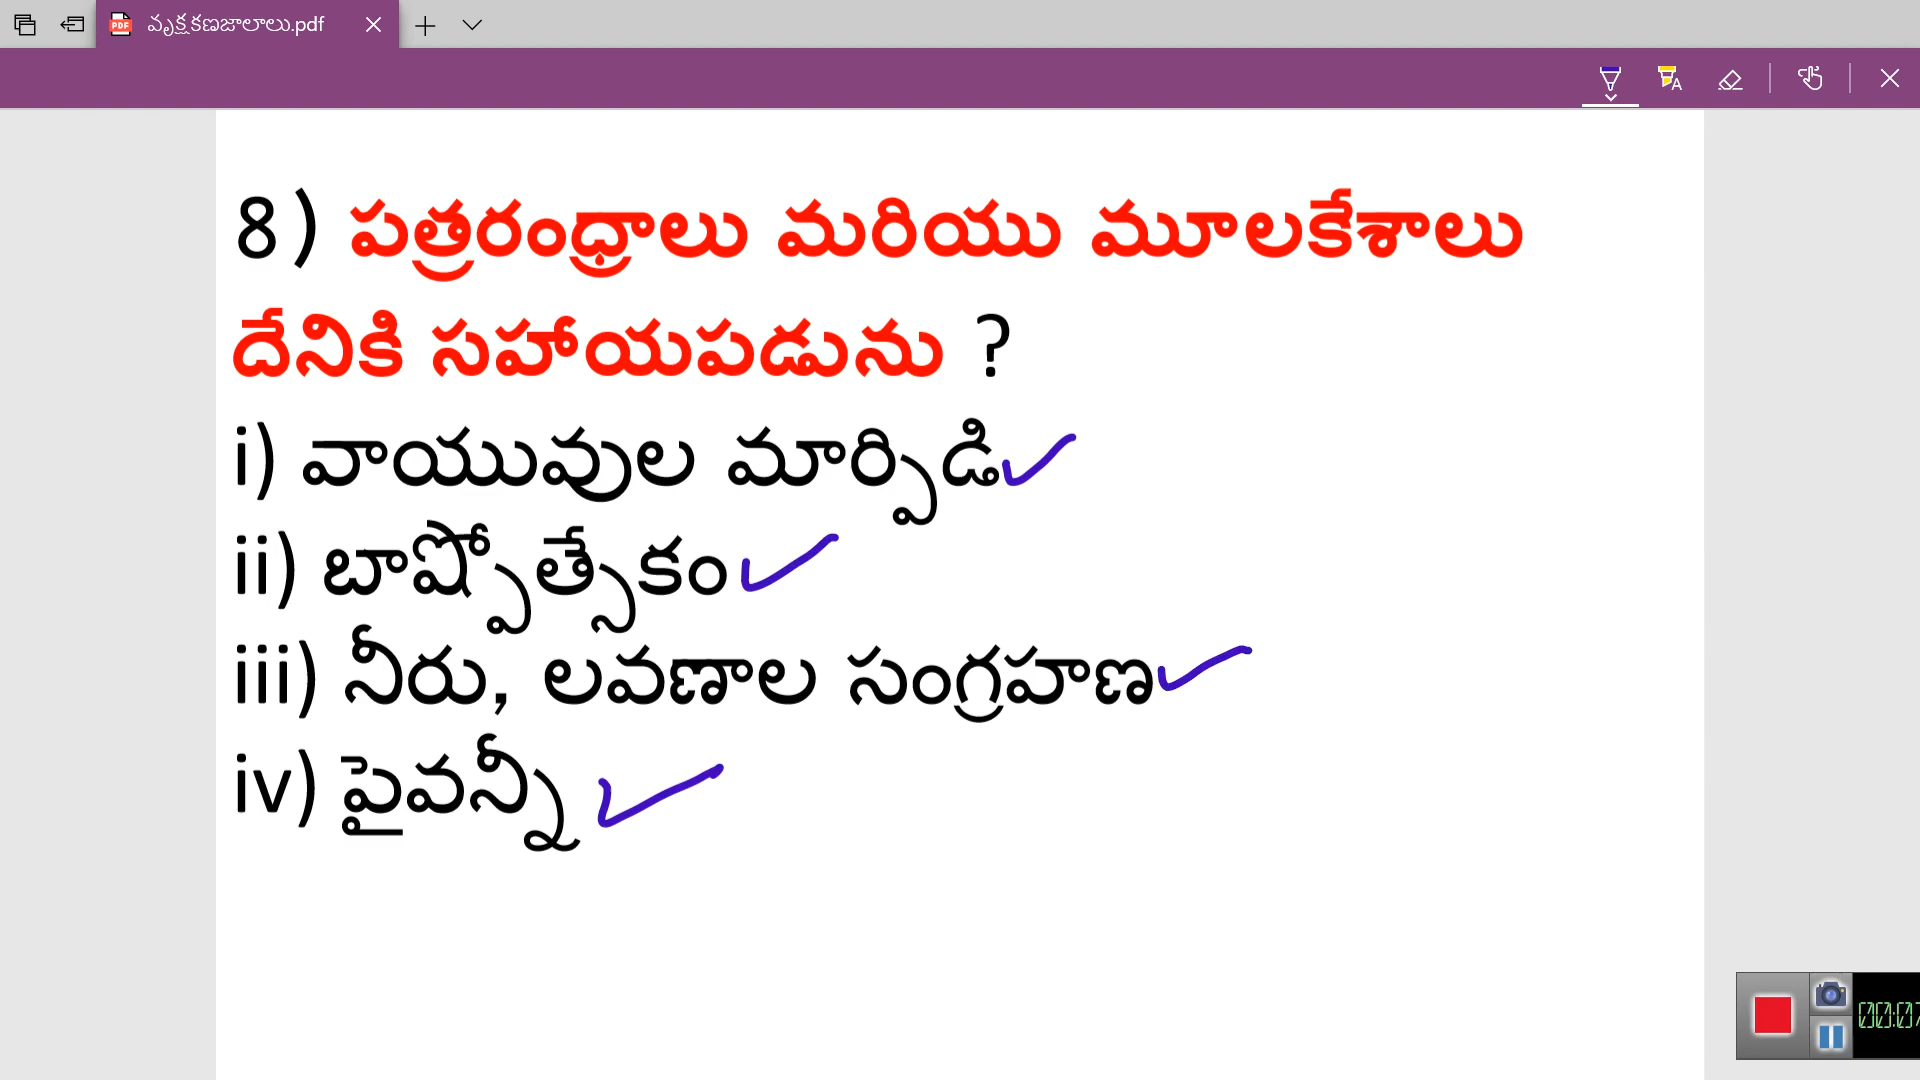 వృక్షకణజాలాలు.pdf
8) పత్రరంధ్రాలు మరియు మూలకేశాలు
దేనికి సహాయపడును ?
i) వాయువుల మార్పిడి
ii) బాష్పోత్సేకం
iii) నీరు, లవణాల సంగ్రహణ
iv) పైవన్నీ